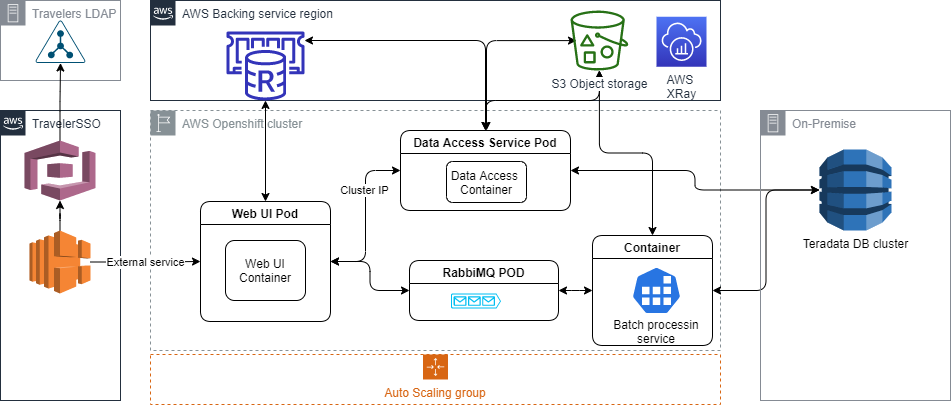 Travelers LDAP
aws
AWS Backing service region
R
S3 Object storage
AWS
XRay
aws
TravelerSSO
AWS Openshift cluster
On-Premise
Data Access Service Pod
Data Access
Container
Cluster IP
Web UI Pod
Web UI
Container
External service
RabbiMQ POD
Container
Batch processin
service
Teradata DB cluster
Auto Scaling group